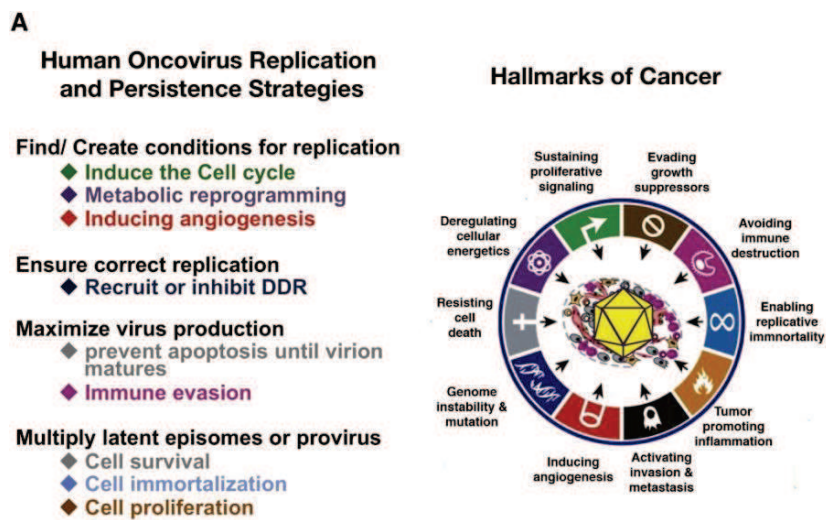 A
Human Oncovirus Replication
and Persistence Strategies
Find/ Create conditions for replication
◆ Induce the Cell cycle
◆ Metabolic reprogramming
◆ Inducing angiogenesis
Ensure correct replication
◆ Recruit or inhibit DDR
Maximize virus production
◆ prevent apoptosis until virion
matures
◆ Immune evasion
Multiply latent episomes or provirus
◆ Cell survival
◆ Cell immortalization
◆ Cell proliferation
Hallmarks of Cancer
Sustaining
proliferative
signaling
Evading
growth
suppressors
Deregulating
cellular
energetics
Avoiding
immune
destruction
Resisting
cell
death
Enabling
replicative
immnortality
Genome
instability &
mutation
Tumor
promoting
inflammation
Inducing
angiogenesis
Activating
invasion &
metastasis